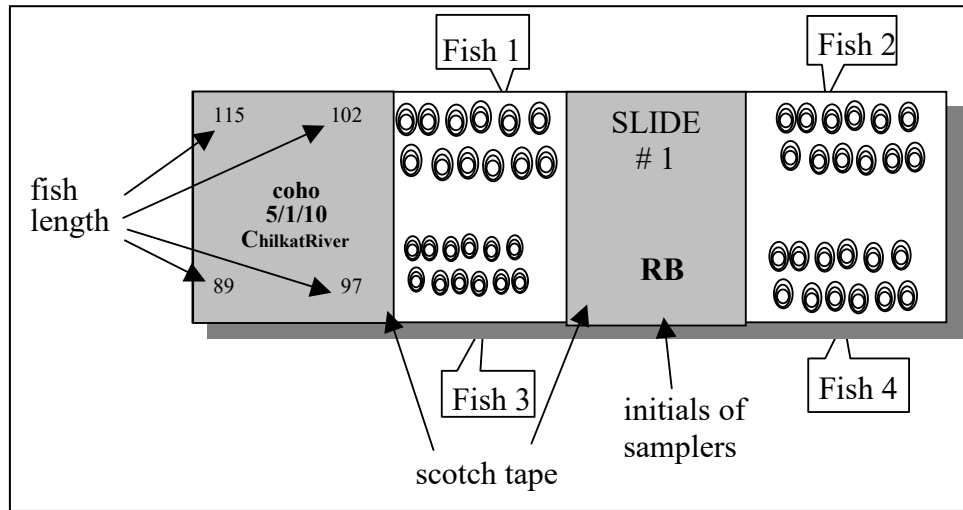 Fish 1
Fish 2
115
102
SLIDE
# 1
fish
length
coho
5/1/10
ChilkatRiver
RB
89
97
Fish 3
Fish 4
initials of
samplers
scotch tape